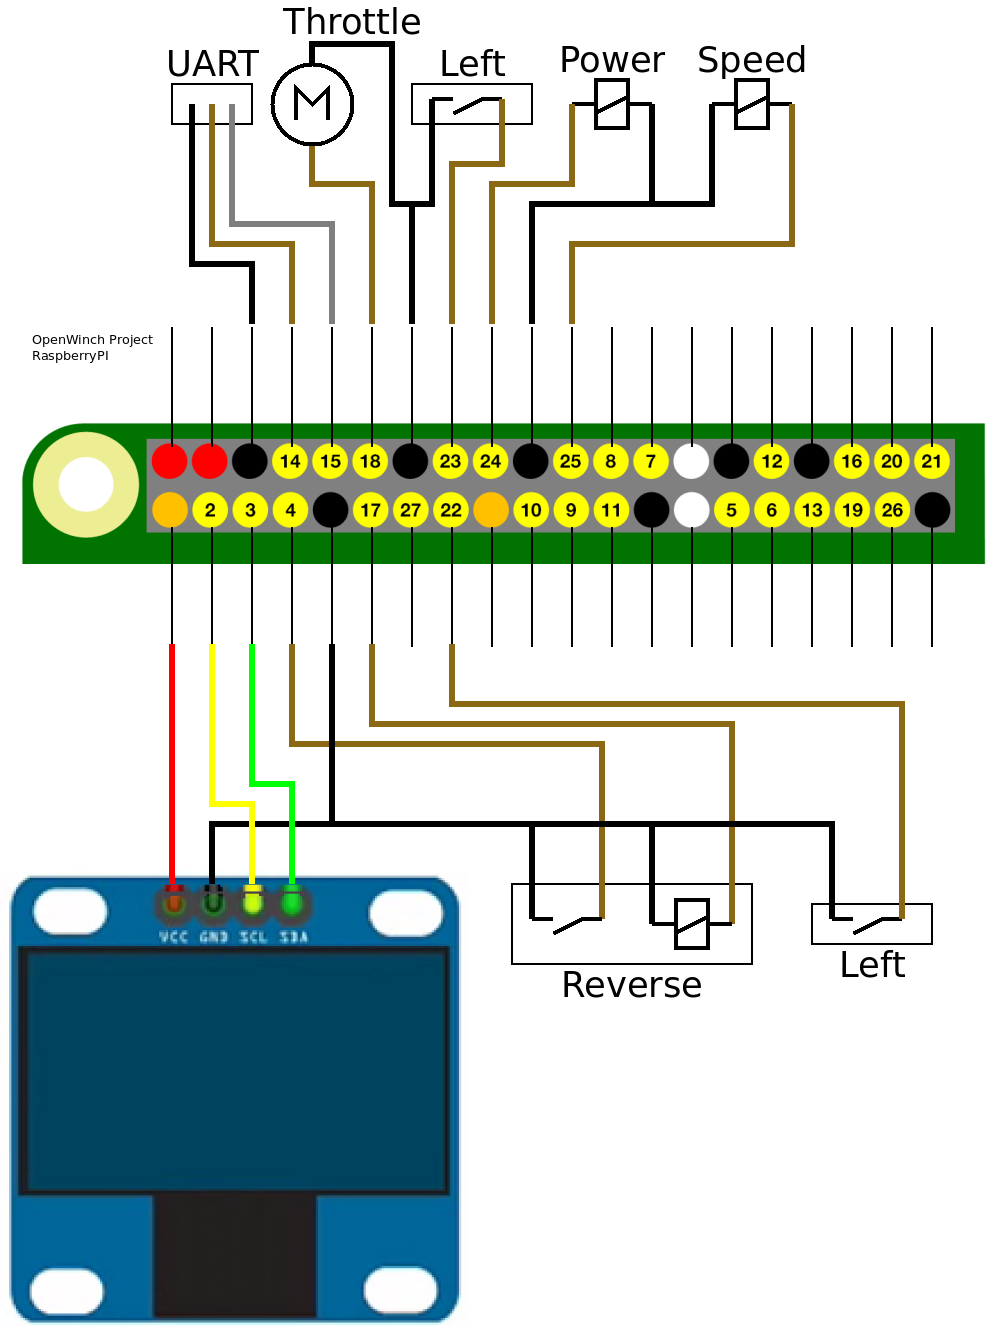 Throttle
UART
Left
Power
Speed
OpenWinch Project
RaspberryPI
14 15 18 23 24 25 8 7 12 16 20 21
2 3 4 17 27 22 10 9 11 5 6 13 19 26
VCC GND SCL SDA
Reverse
Left